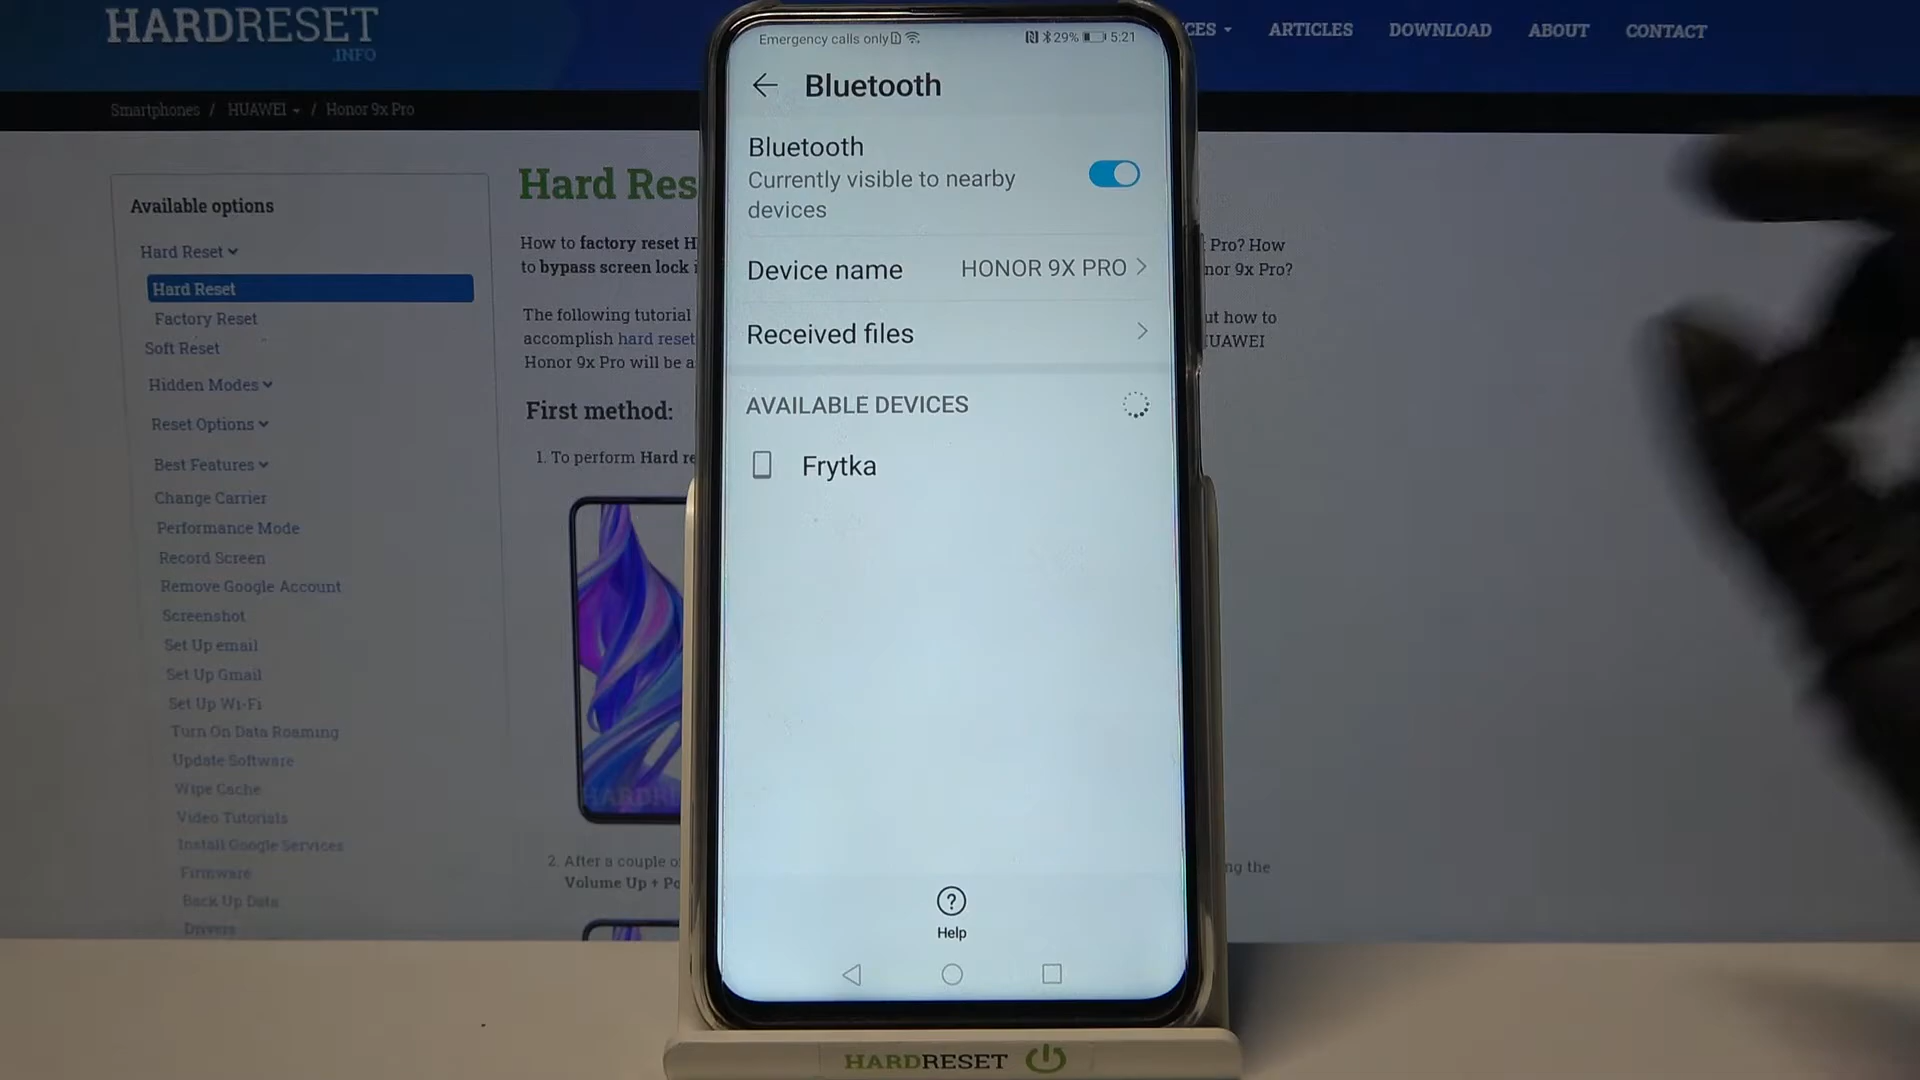 HARDRESET
.INFO
CES
ARTICLES
DOWNLOAD
ABOUT
CONTACT
Smartphones / HUAWEI / Honor 9x Pro
Available options
Hard Reset
Hard Reset
Factory Reset
Soft Reset
Hidden Modes
Reset Options
Best Features
Change Carrier
Performance Mode
Record Screen
Remove Google Account
Screenshot
Set Up email
Set Up Gmail
Set Up Wi-Fi
Turn On Data Roaming
Update Software
Wipe Cache
Video Tutorials
Install Google Services
Firmware
Back Up Data
Drivers
Hard Res
How to factory reset H
Pro? How
to bypass screen lock i
nor 9x Pro?
The following tutorial
ut how to
accomplish hard reset
UAWEI
Honor 9x Pro will be a
First method:
1. To perform Hard re
HARDR
2. After a couple o
ng the
Volume Up + Po
Emergency calls only
29%
5:21
Bluetooth
Bluetooth
Currently visible to nearby
devices
Device name HONOR 9X PRO
Received files
AVAILABLE DEVICES
Frytka
?
Help
HARDRESET